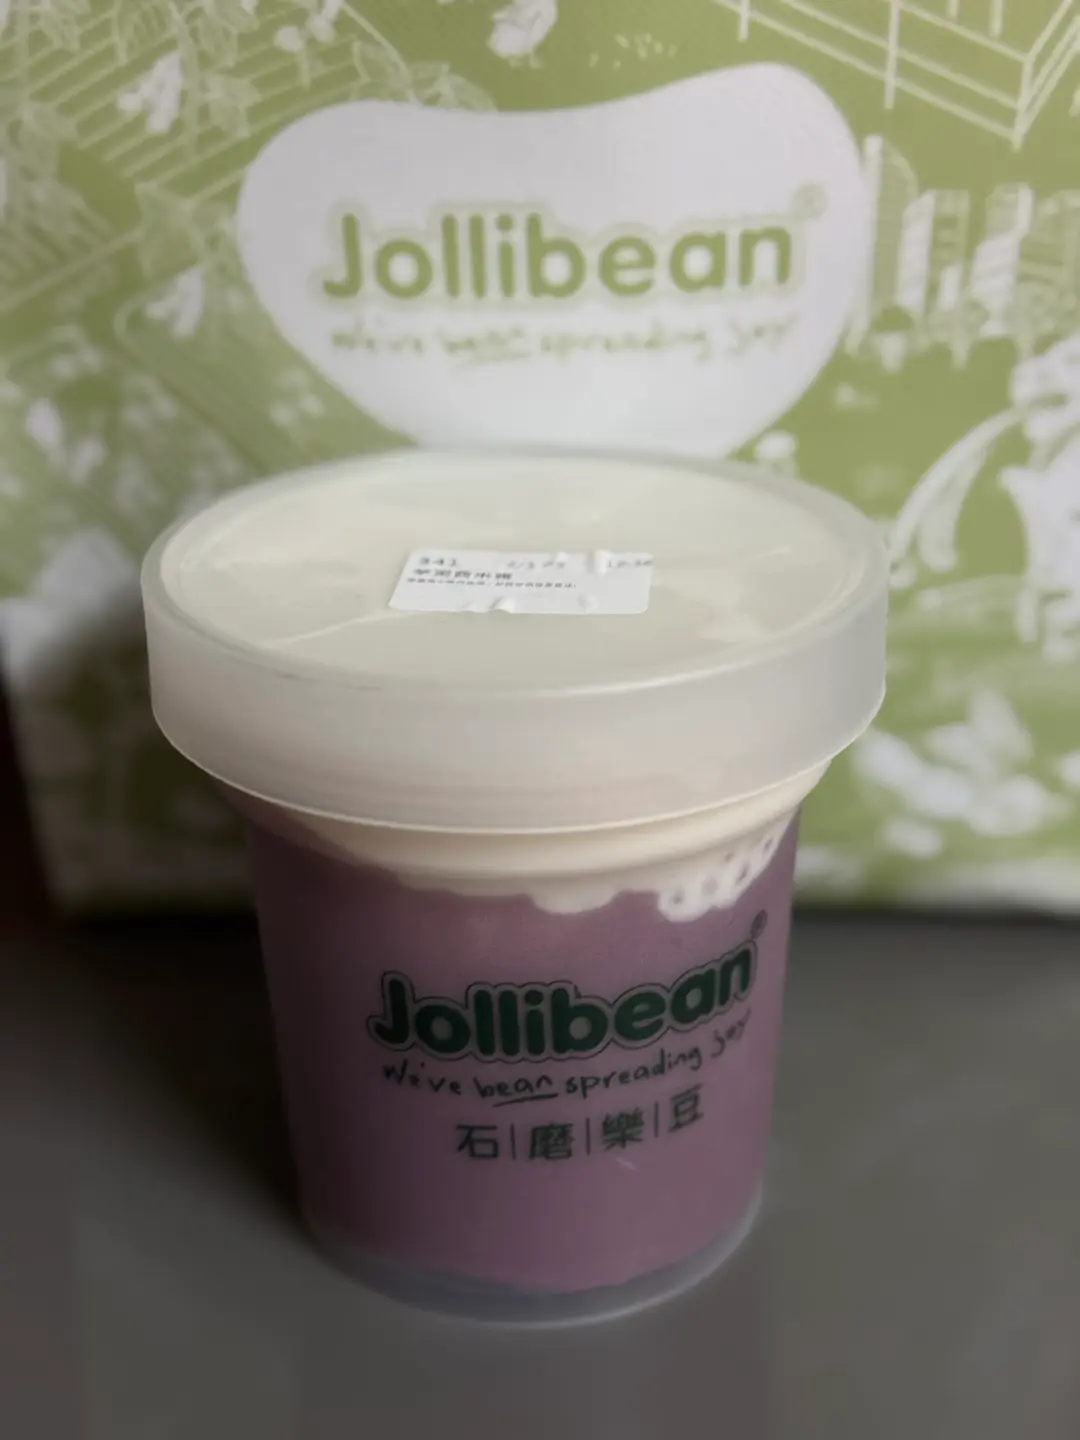 Jollibean®
We've bean spreading joy
341
Jollibean®
We've bean spreading joy
石|磨|樂|豆